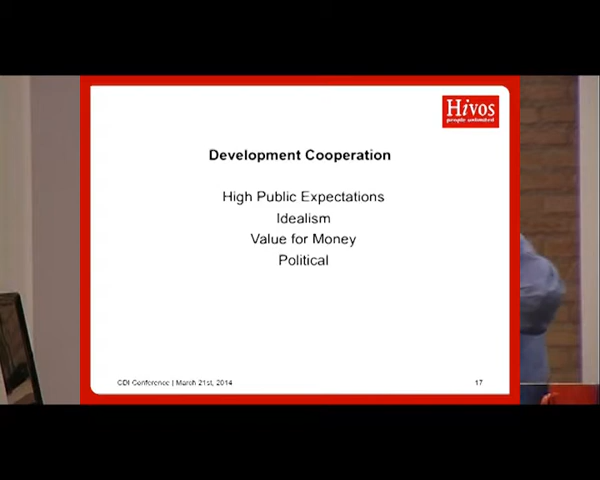 Hivos
people unlimited
Development Cooperation
High Public Expectations
Idealism
Value for Money
Political
CDI Conference | March 21st, 2014
17